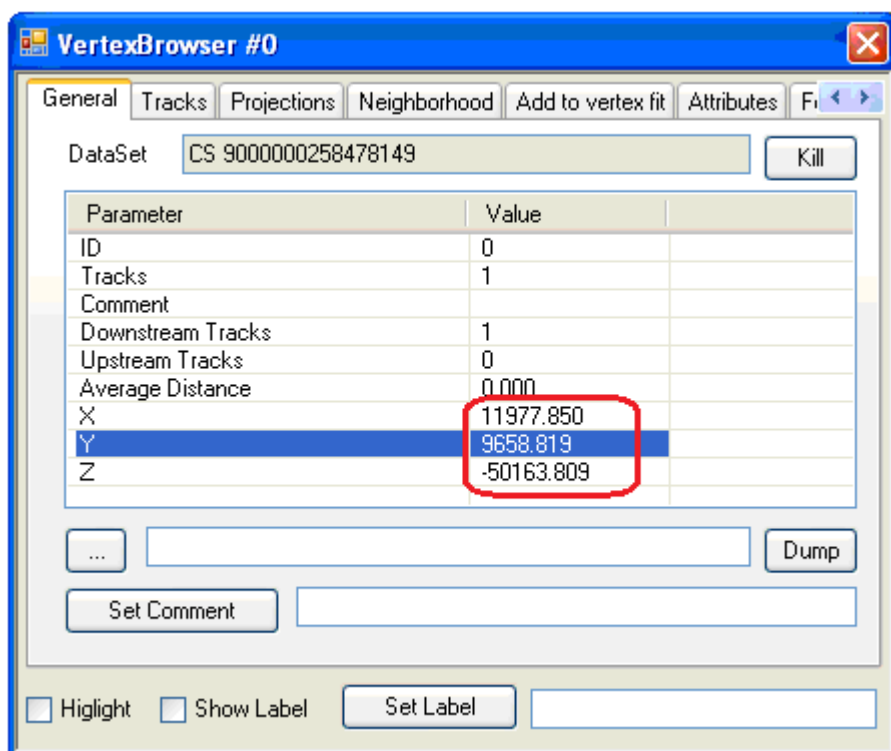 VertexBrowser #0
General Tracks Projections Neighborhood Add to vertex fit Attributes
DataSet CS 9000000258478149 Kill
Parameter Value
ID 0
Tracks 1
Comment
Downstream Tracks 1
Upstream Tracks 0
Average Distance 0.000
X 11977.850
Y 9658.819
Z -50163.809
... Dump
Set Comment
Higlight Show Label Set Label